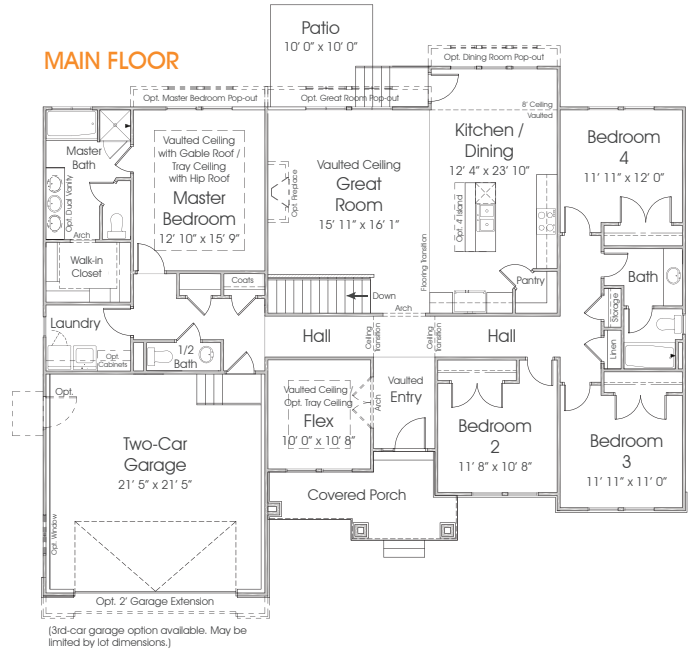 MAIN FLOOR
Patio
10' 0" x 10' 0"
Opt. Dining Room Pop-out
Opt. Master Bedroom Pop-out
Opt. Great Room Pop-out
8' Ceiling
Vaulted
Master
Bath
Opt. Dual Vanity
Arch
Walk-in
Closet
Vaulted Ceiling
with Gable Roof /
Tray Ceiling
with Hip Roof
Master
Bedroom
12' 10" x 15' 9"
Opt. Fireplace
Vaulted Ceiling
Great
Room
15' 11" x 16' 1"
Flooring Transition
Kitchen /
Dining
12' 4" x 23' 10"
Opt. 4' Island
Pantry
Bedroom
4
11' 11" x 12' 0"
Bath
Storage
Linen
Coats
Down
Arch
Laundry
Opt.
Cabinets
1/2
Bath
Hall
Ceiling
Transition
Ceiling
Transition
Hall
Opt.
Two-Car
Garage
21' 5" x 21' 5"
Opt. Window
Opt. 2' Garage Extension
Vaulted Ceiling /
Opt. Tray Ceiling
Flex
10' 0" x 10' 8"
Arch
Vaulted
Entry
Covered Porch
Bedroom
2
11' 8" x 10' 8"
Bedroom
3
11' 11" x 11' 0"
(3rd-car garage option available. May be
limited by lot dimensions.)